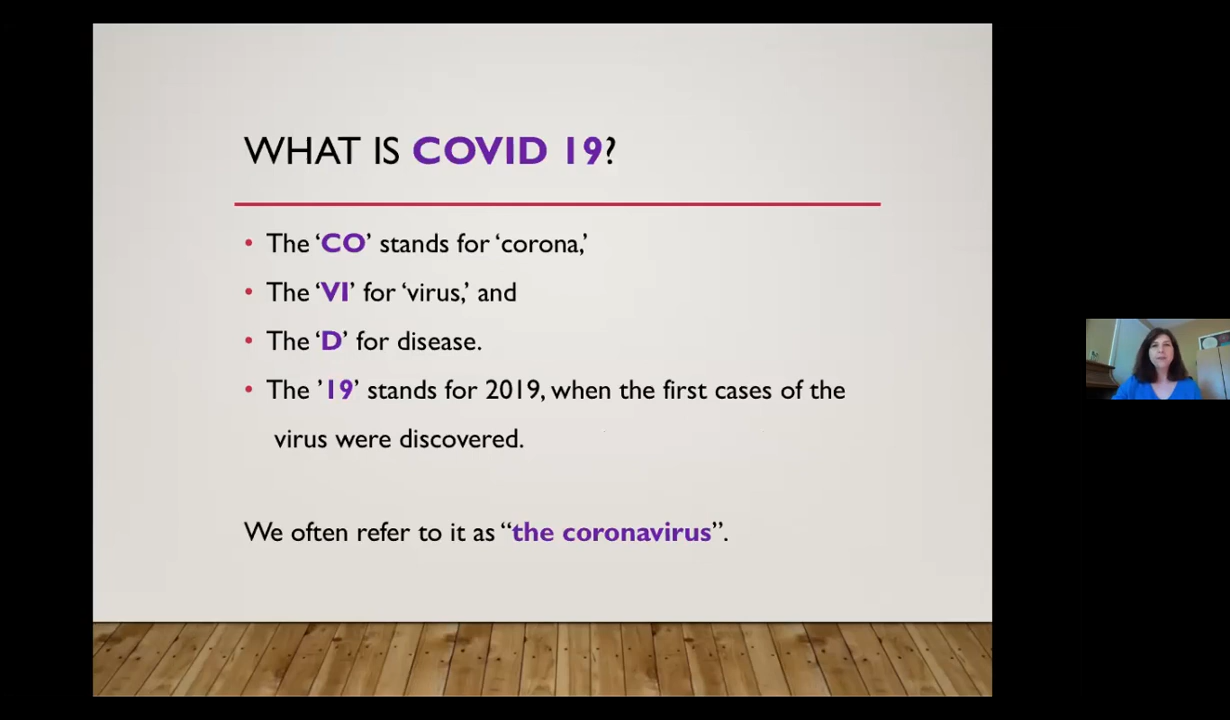 WHAT IS COVID 19?
• The ‘CO’ stands for ‘corona,’
• The ‘VI’ for ‘virus,’ and
• The ‘D’ for disease.
• The ’19’ stands for 2019, when the first cases of the
virus were discovered.
We often refer to it as “the coronavirus”.